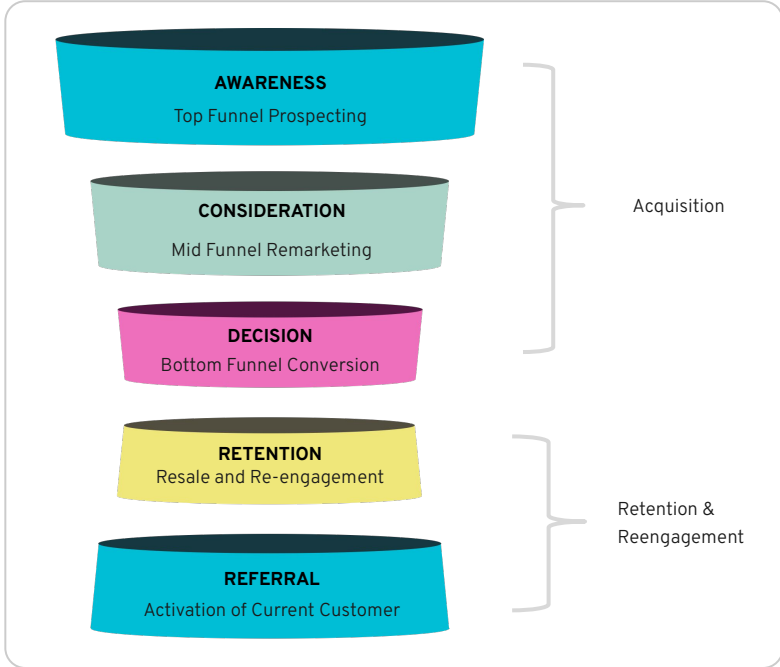 AWARENESS
Top Funnel Prospecting
CONSIDERATION
Mid Funnel Remarketing
DECISION
Bottom Funnel Conversion
Acquisition
RETENTION
Resale and Re-engagement
REFERRAL
Activation of Current Customer
Retention &
Reengagement